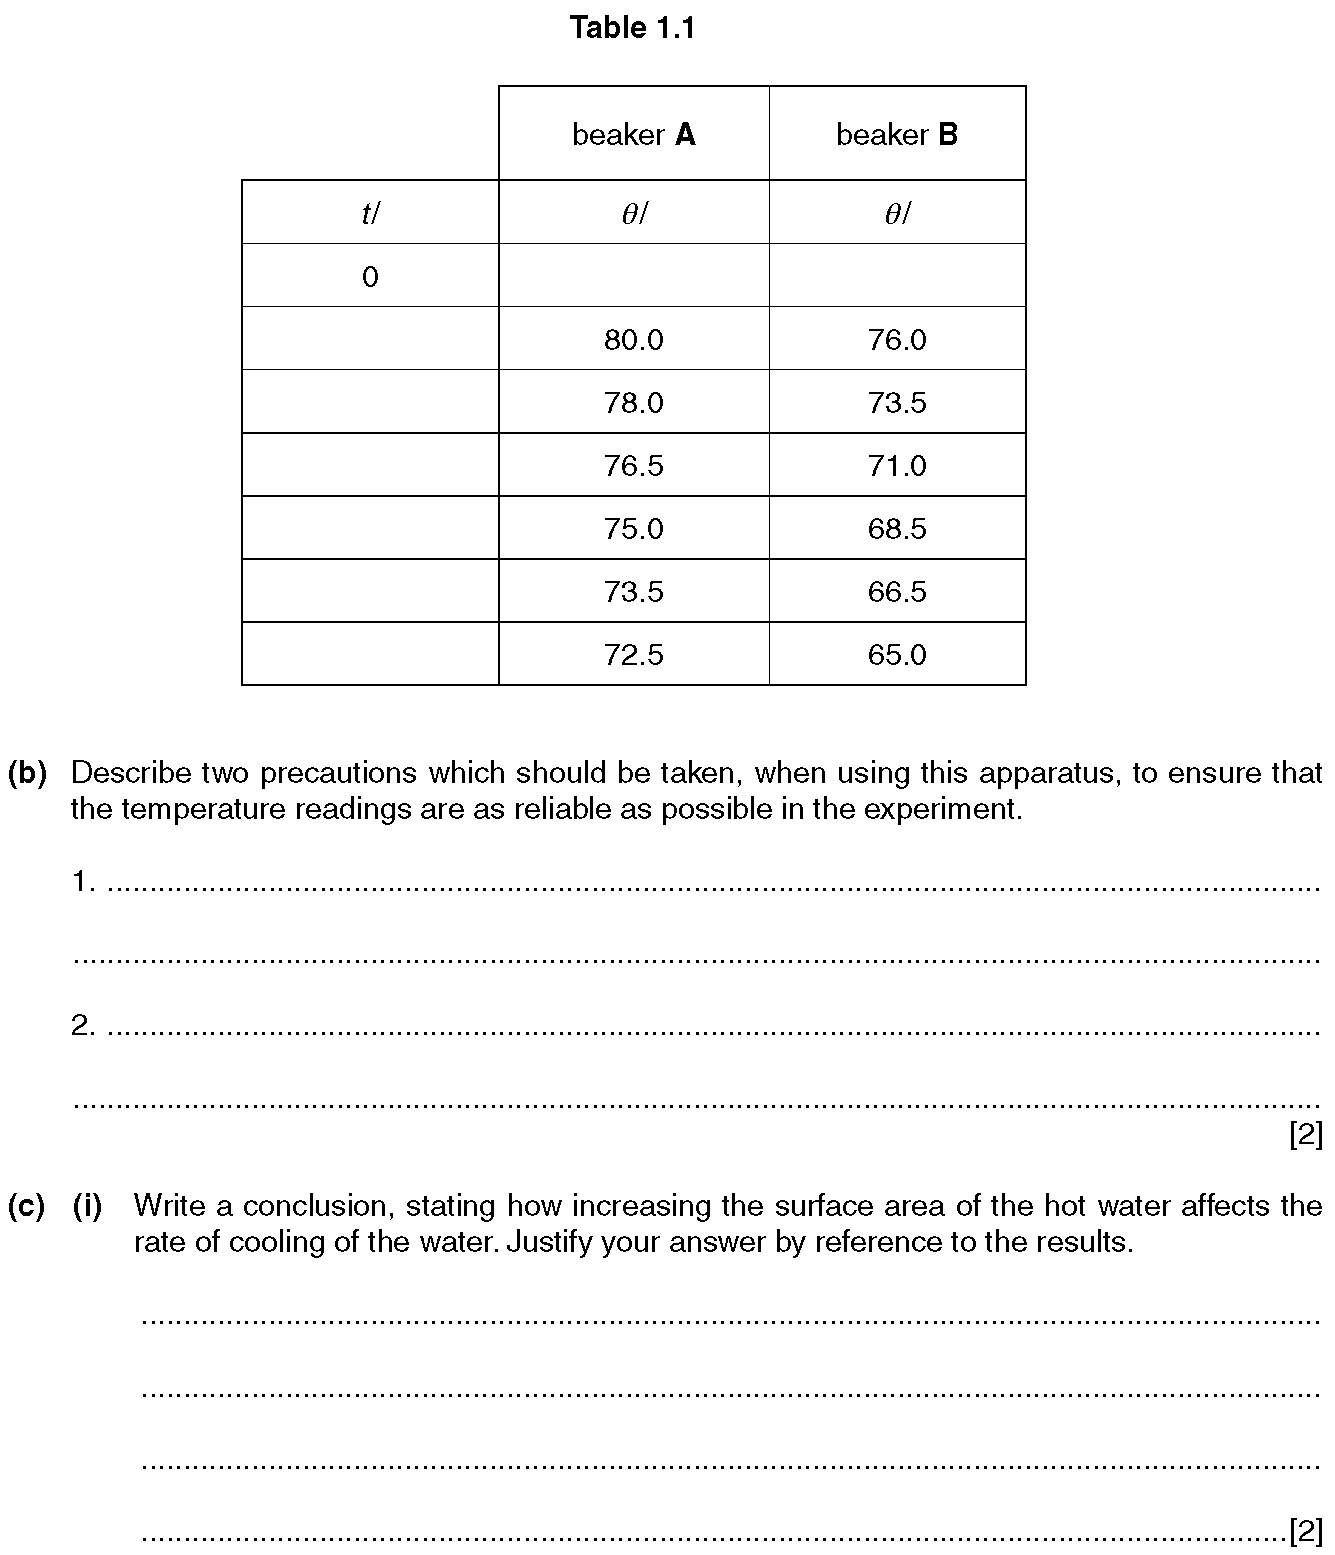 Table 1.1
beaker A beaker B
t/ θ/ θ/
0
80.0 76.0
78.0 73.5
76.5 71.0
75.0 68.5
73.5 66.5
72.5 65.0
(b) Describe two precautions which should be taken, when using this apparatus, to ensure that
the temperature readings are as reliable as possible in the experiment.
1. ........................................................................................................................
........................................................................................................................
2. ........................................................................................................................
........................................................................................................................
[2]
(c) (i) Write a conclusion, stating how increasing the surface area of the hot water affects the
rate of cooling of the water. Justify your answer by reference to the results.
........................................................................................................................
........................................................................................................................
........................................................................................................................
....................................................................................................................[2]